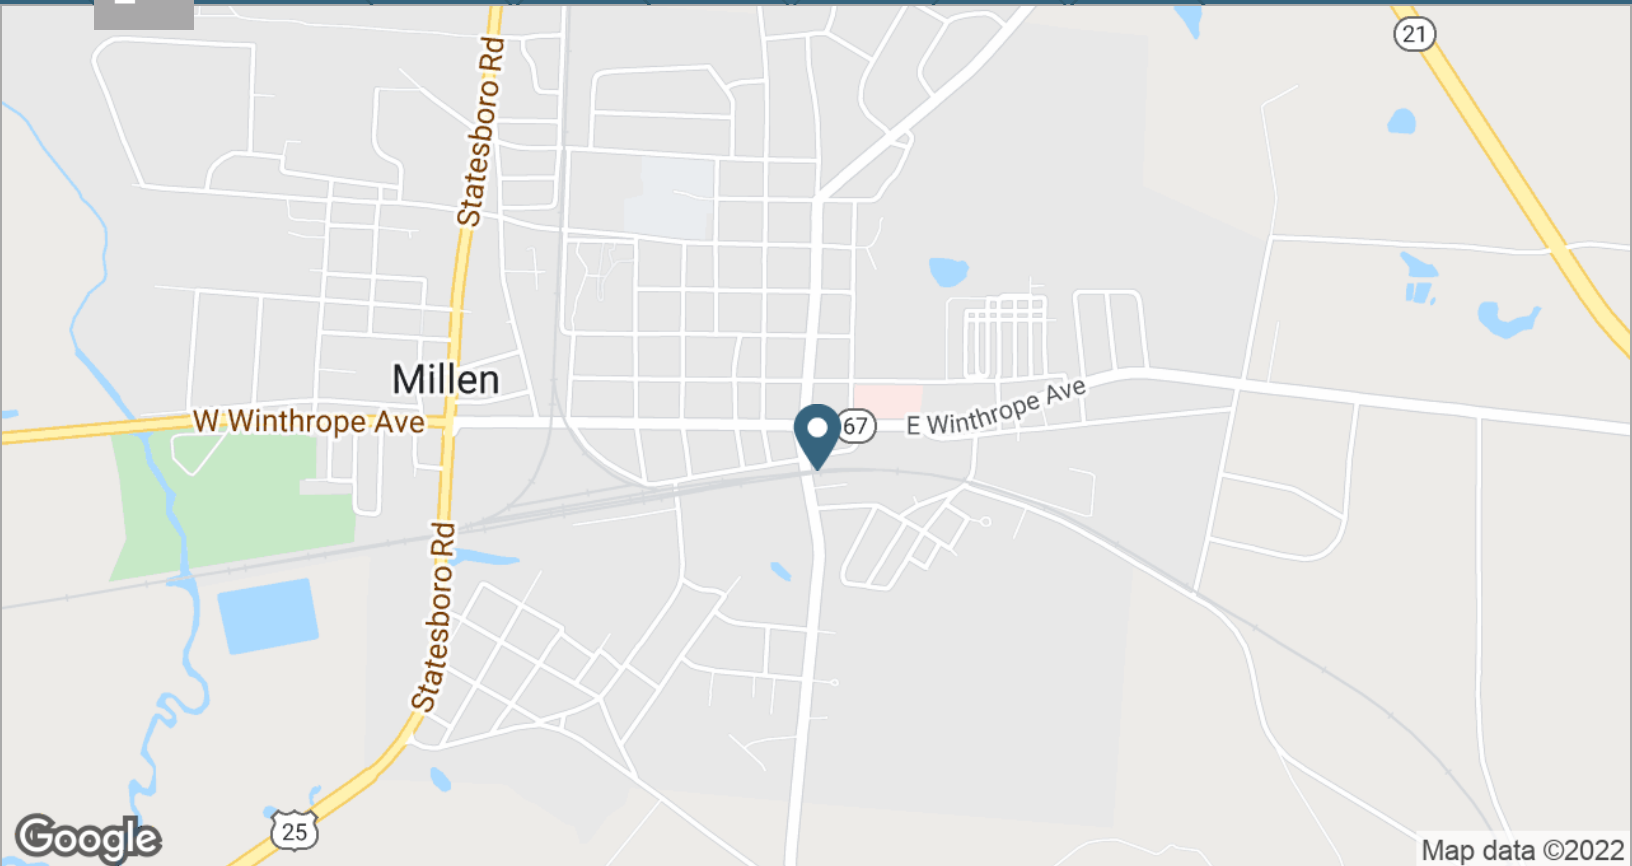 21
Statesboro Rd
Millen
W Winthrope Ave
67
E Winthrope Ave
Statesboro Rd
25
Google
Map data ©2022